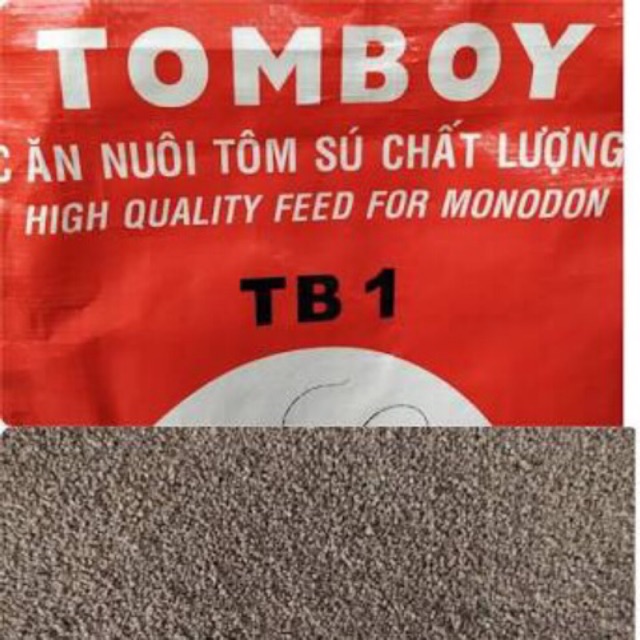 TOMBOY
C ĂN NUÔI TÔM SÚ CHẤT LƯỢNG
HIGH QUALITY FEED FOR MONODON
TB 1